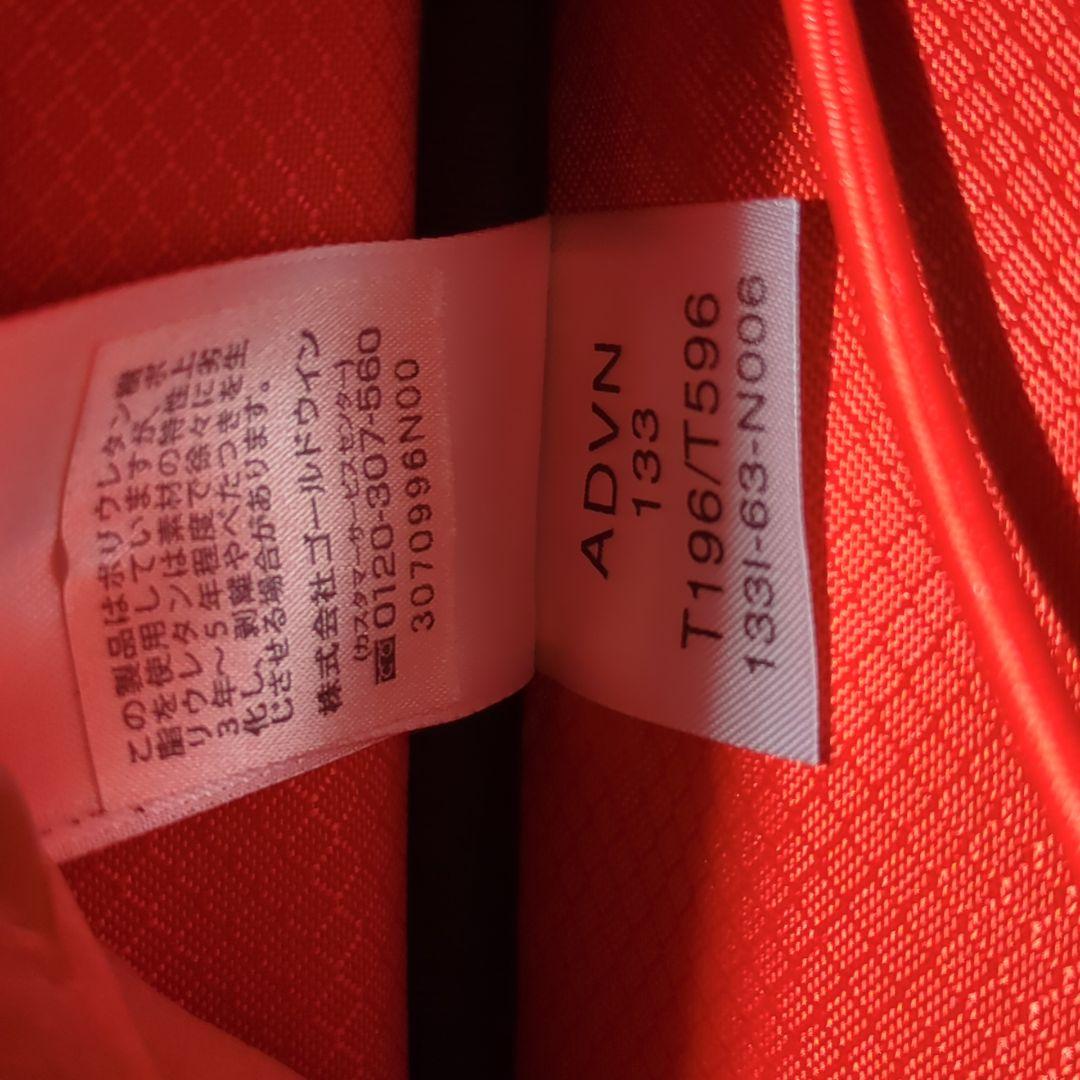 この製品はポリウレタン樹
脂を使用していますが、ポ
リウレタンは素材の特性上
3年～5年程度で徐々に劣
化し、剥離やべたつきを生
じさせる場合があります。
株式会社ゴールドウイン
(カスタマーサービスセンター)
0120-307-560
3070996N00
ADVN
133
T196/T596
133I-63-N006